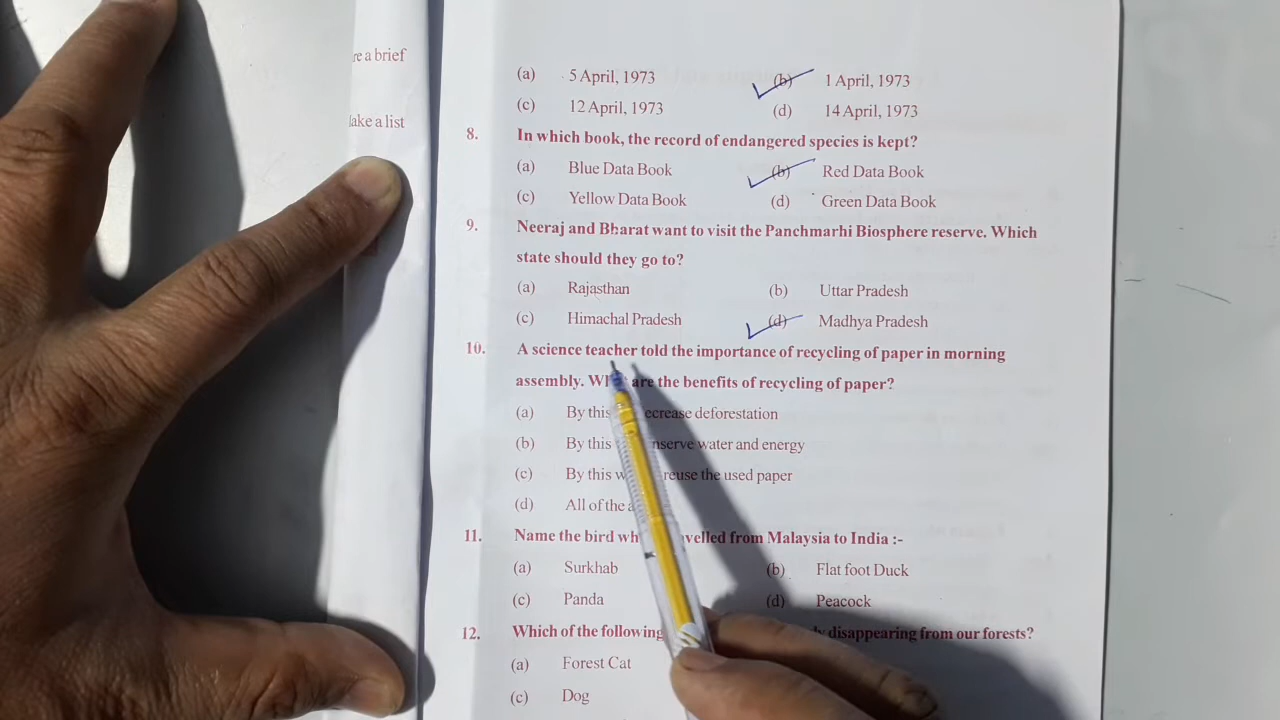 re a brief
ake a list
(a) 5 April, 1973 (b) 1 April, 1973
(c) 12 April, 1973 (d) 14 April, 1973
8. In which book, the record of endangered species is kept?
(a) Blue Data Book (b) Red Data Book
(c) Yellow Data Book (d) Green Data Book
9. Neeraj and Bharat want to visit the Panchmarhi Biosphere reserve. Which
state should they go to?
(a) Rajasthan (b) Uttar Pradesh
(c) Himachal Pradesh (d) Madhya Pradesh
10. A science teacher told the importance of recycling of paper in morning
assembly. are the benefits of recycling of paper?
(a) By this deforestation
(b) By this water and energy
(c) By this reuse the used paper
(d) All of the
11. Name the bird from Malaysia to India :-
(a) Surkhab (b) Flat foot Duck
(c) Panda (d) Peacock
12. Which of the following disappearing from our forests?
(a) Forest Cat
(c) Dog